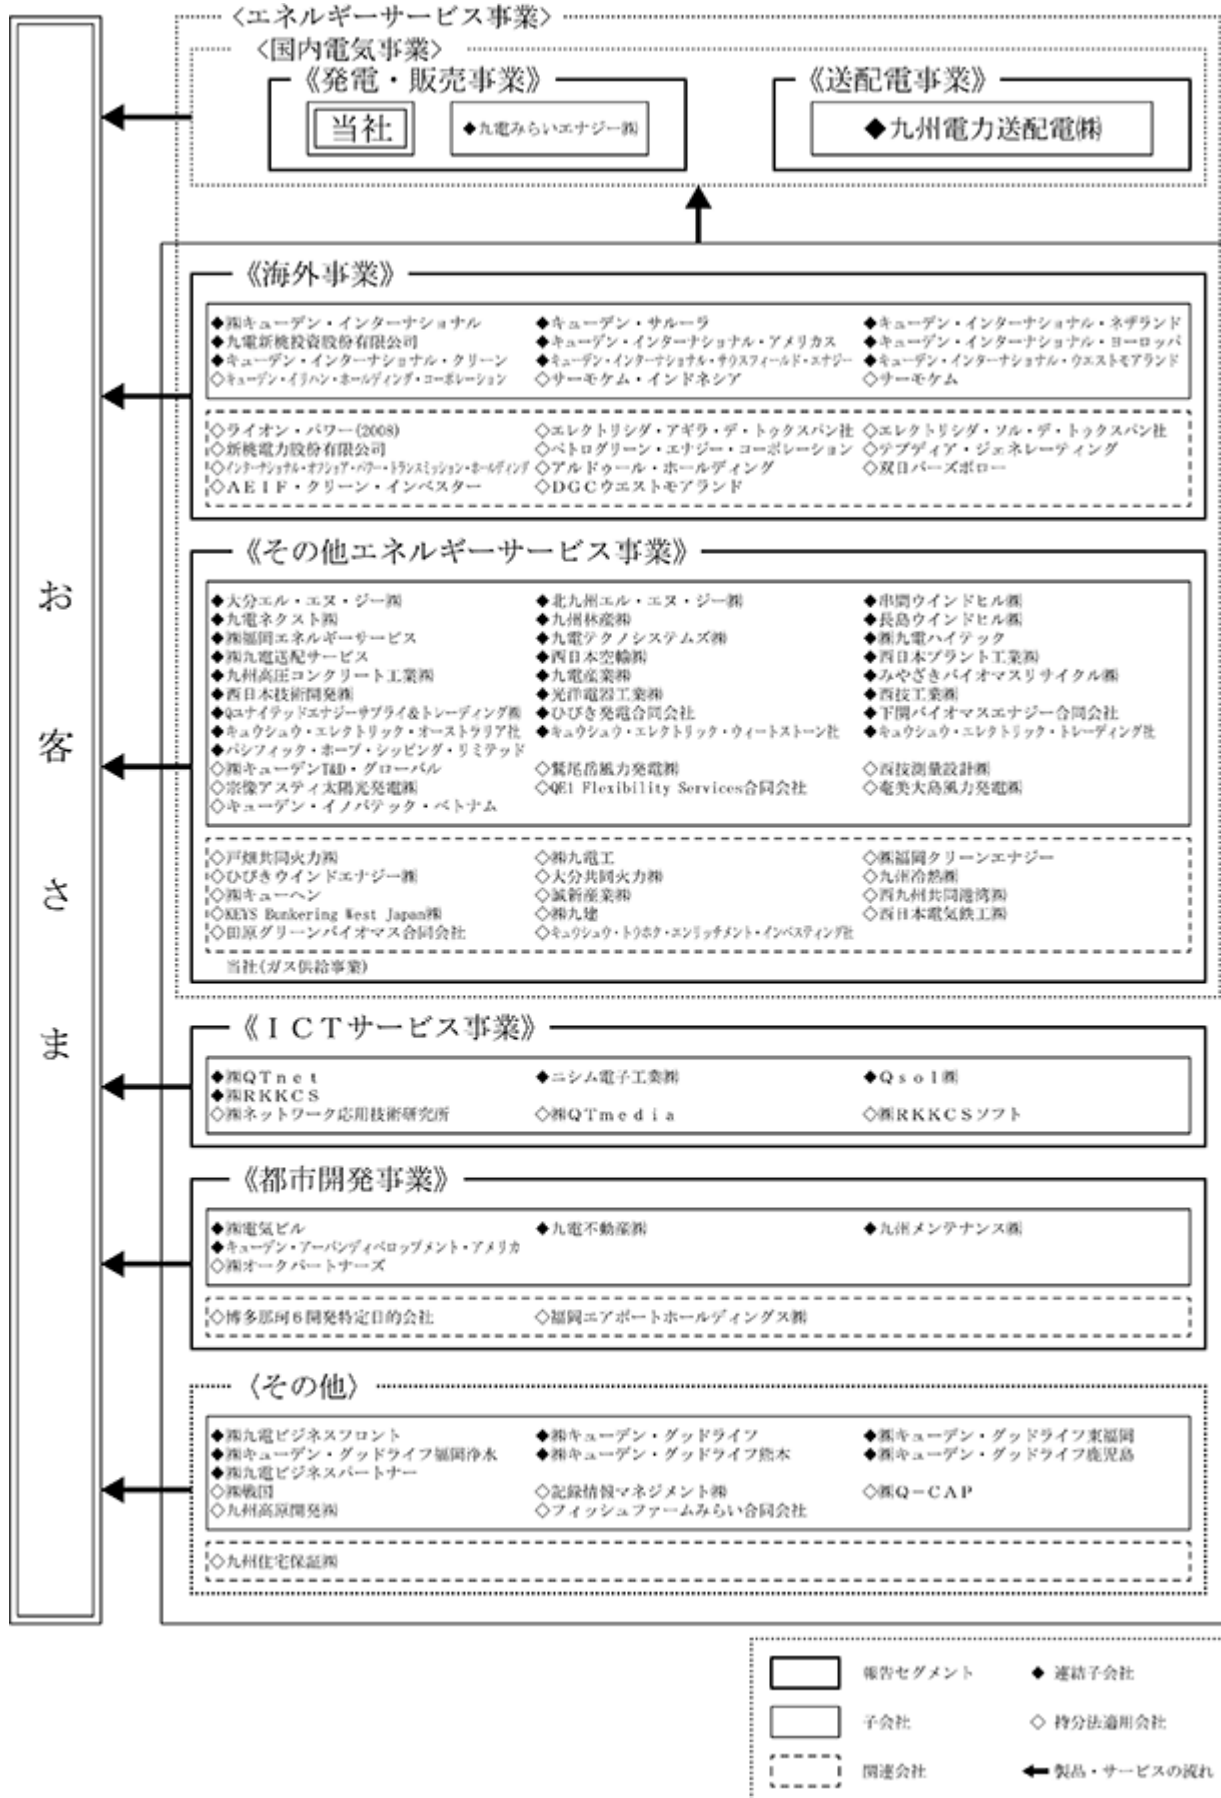 〈エネルギーサービス事業〉
〈国内電気事業〉
《発電・販売事業》
《送配電事業》
当社
◆九電みらいエナジー㈱
◆九州電力送配電㈱
お客さま
《海外事業》
◆㈱キューデン・インターナショナル ◆キューデン・サルーラ ◆キューデン・インターナショナル・ネザランド
◆九電新桃投資股份有限公司 ◆キューデン・インターナショナル・アメリカス ◆キューデン・インターナショナル・ヨーロッパ
◆キューデン・インターナショナル・クリーン ◆キューデン・インターナショナル・サウスフィールド・エナジー ◆キューデン・インターナショナル・ウエストモアランド
◇キューデン・イリハン・ホールディング・コーポレーション ◇サーモケム・インドネシア ◇サーモケム
◇ライオン・パワー(2008) ◇エレクトリシダ・アギラ・デ・トゥクスパン社 ◇エレクトリシダ・ソル・デ・トゥクスパン社
◇新桃電力股份有限公司 ◇ペトログリーン・エナジー・コーポレーション ◇テプディア・ジェネレーティング
◇インターナショナル・オフショア・パワー・トランスミッション・ホールディング ◇アルドゥール・ホールディング ◇双日バーズボロー
◇ＡＥＩＦ・クリーン・インベスター ◇ＤＧＣウエストモアランド
《その他エネルギーサービス事業》
◆大分エル・エヌ・ジー㈱ ◆北九州エル・エヌ・ジー㈱ ◆串間ウインドヒル㈱
◆九電ネクスト㈱ ◆九州林産㈱ ◆長島ウインドヒル㈱
◆㈱福岡エネルギーサービス ◆九電テクノシステムズ㈱ ◆㈱九電ハイテック
◆㈱九電送配サービス ◆西日本空輸㈱ ◆西日本プラント工業㈱
◆九州高圧コンクリート工業㈱ ◆九電産業㈱ ◆みやざきバイオマスリサイクル㈱
◆西日本技術開発㈱ ◆光洋電器工業㈱ ◆西技工業㈱
◆Qユナイテッドエナジーサプライ&トレーディング㈱ ◆ひびき発電合同会社 ◆下関バイオマスエナジー合同会社
◆キュウシュウ・エレクトリック・オーストラリア社 ◆キュウシュウ・エレクトリック・ウィートストーン社 ◆キュウシュウ・エレクトリック・トレーディング社
◆パシフィック・ホープ・シッピング・リミテッド
◇㈱キューデンT&D・グローバル ◇鷲尾岳風力発電㈱ ◇西技測量設計㈱
◇宗像アスティ太陽光発電㈱ ◇QE1 Flexibility Services合同会社 ◇奄美大島風力発電㈱
◇キューデン・イノバテック・ベトナム
◇戸畑共同火力㈱ ◇㈱九電工 ◇㈱福岡クリーンエナジー
◇ひびきウインドエナジー㈱ ◇大分共同火力㈱ ◇九州冷熱㈱
◇㈱キューヘン ◇誠新産業㈱ ◇西九州共同港湾㈱
◇KEYS Bunkering West Japan㈱ ◇㈱九建 ◇西日本電気鉄工㈱
◇田原グリーンバイオマス合同会社 ◇キュウシュウ・トウホク・エンリッチメント・インベスティング社
当社(ガス供給事業)
《ＩＣＴサービス事業》
◆㈱ＱＴｎｅｔ ◆ニシム電子工業㈱ ◆Ｑｓｏｌ㈱
◆㈱ＲＫＫＣＳ
◇㈱ネットワーク応用技術研究所 ◇㈱ＱＴｍｅｄｉａ ◇㈱ＲＫＫＣＳソフト
《都市開発事業》
◆㈱電気ビル ◆九電不動産㈱ ◆九州メンテナンス㈱
◆キューデン・アーバンディベロップメント・アメリカ
◇㈱オークパートナーズ
◇博多那珂６開発特定目的会社 ◇福岡エアポートホールディングス㈱
〈その他〉
◆㈱九電ビジネスフロント ◆㈱キューデン・グッドライフ ◆㈱キューデン・グッドライフ東福岡
◆㈱キューデン・グッドライフ福岡浄水 ◆㈱キューデン・グッドライフ熊本 ◆㈱キューデン・グッドライフ鹿児島
◆㈱九電ビジネスパートナー
◇㈱戦国 ◇記録情報マネジメント㈱ ◇㈱Ｑ－ＣＡＰ
◇九州高原開発㈱ ◇フィッシュファームみらい合同会社
◇九州住宅保証㈱
報告セグメント ◆ 連結子会社
子会社 ◇ 持分法適用会社
関連会社 製品・サービスの流れ